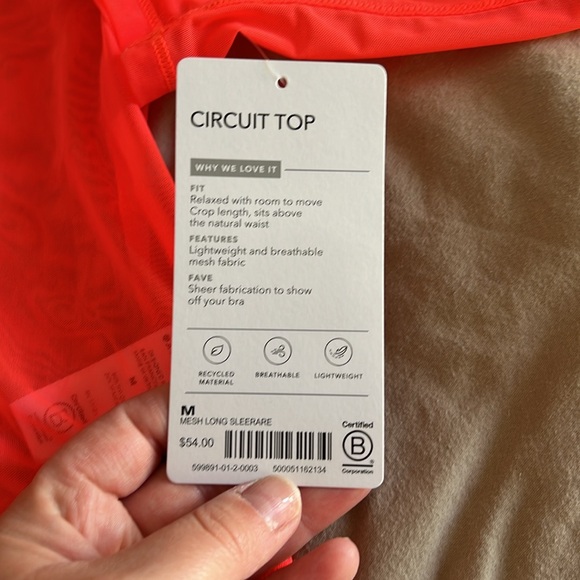 CIRCUIT TOP
WHY WE LOVE IT
FIT
Relaxed with room to move
Crop length, sits above
the natural waist
FEATURES
Lightweight and breathable
mesh fabric
FAVE
Sheer fabrication to show
off your bra
RECYCLED
MATERIAL
BREATHABLE
LIGHTWEIGHT
M
MESH LONG SLEERARE
$54.00
599891-01-2-0003 500051162134
Certified
B
Corporation
M